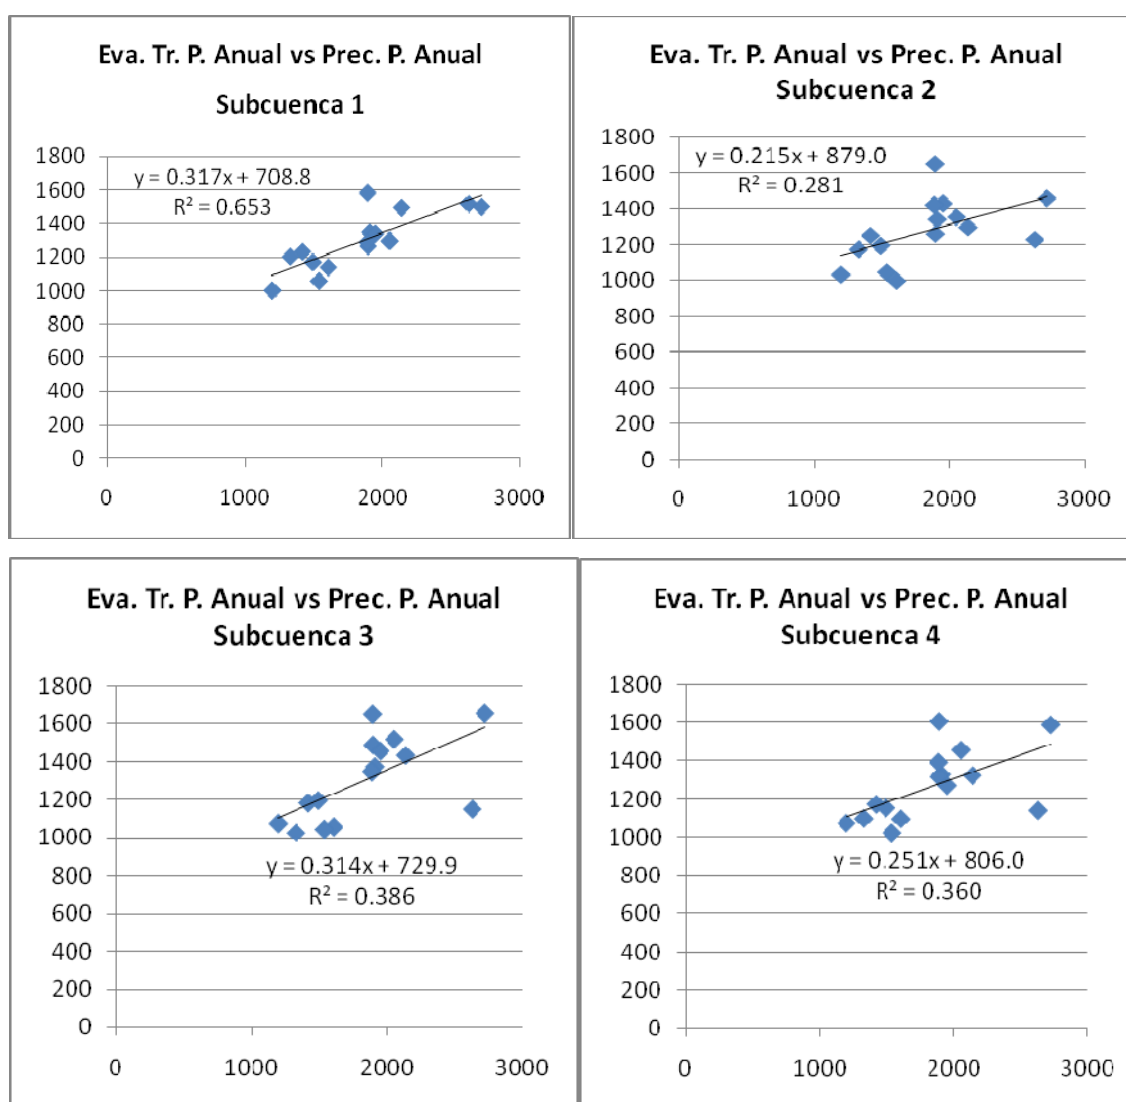 Eva. Tr. P. Anual vs Prec. P. Anual
Subcuenca 1
1800
1600
1400
1200
1000
800
600
400
200
0
y = 0.317x + 708.8
R² = 0.653
0 1000 2000 3000
Eva. Tr. P. Anual vs Prec. P. Anual
Subcuenca 2
1800
1600
1400
1200
1000
800
600
400
200
0
y = 0.215x + 879.0
R² = 0.281
0 1000 2000 3000
Eva. Tr. P. Anual vs Prec. P. Anual
Subcuenca 3
1800
1600
1400
1200
1000
800
600
400
200
0
y = 0.314x + 729.9
R² = 0.386
0 1000 2000 3000
Eva. Tr. P. Anual vs Prec. P. Anual
Subcuenca 4
1800
1600
1400
1200
1000
800
600
400
200
0
y = 0.251x + 806.0
R² = 0.360
0 1000 2000 3000